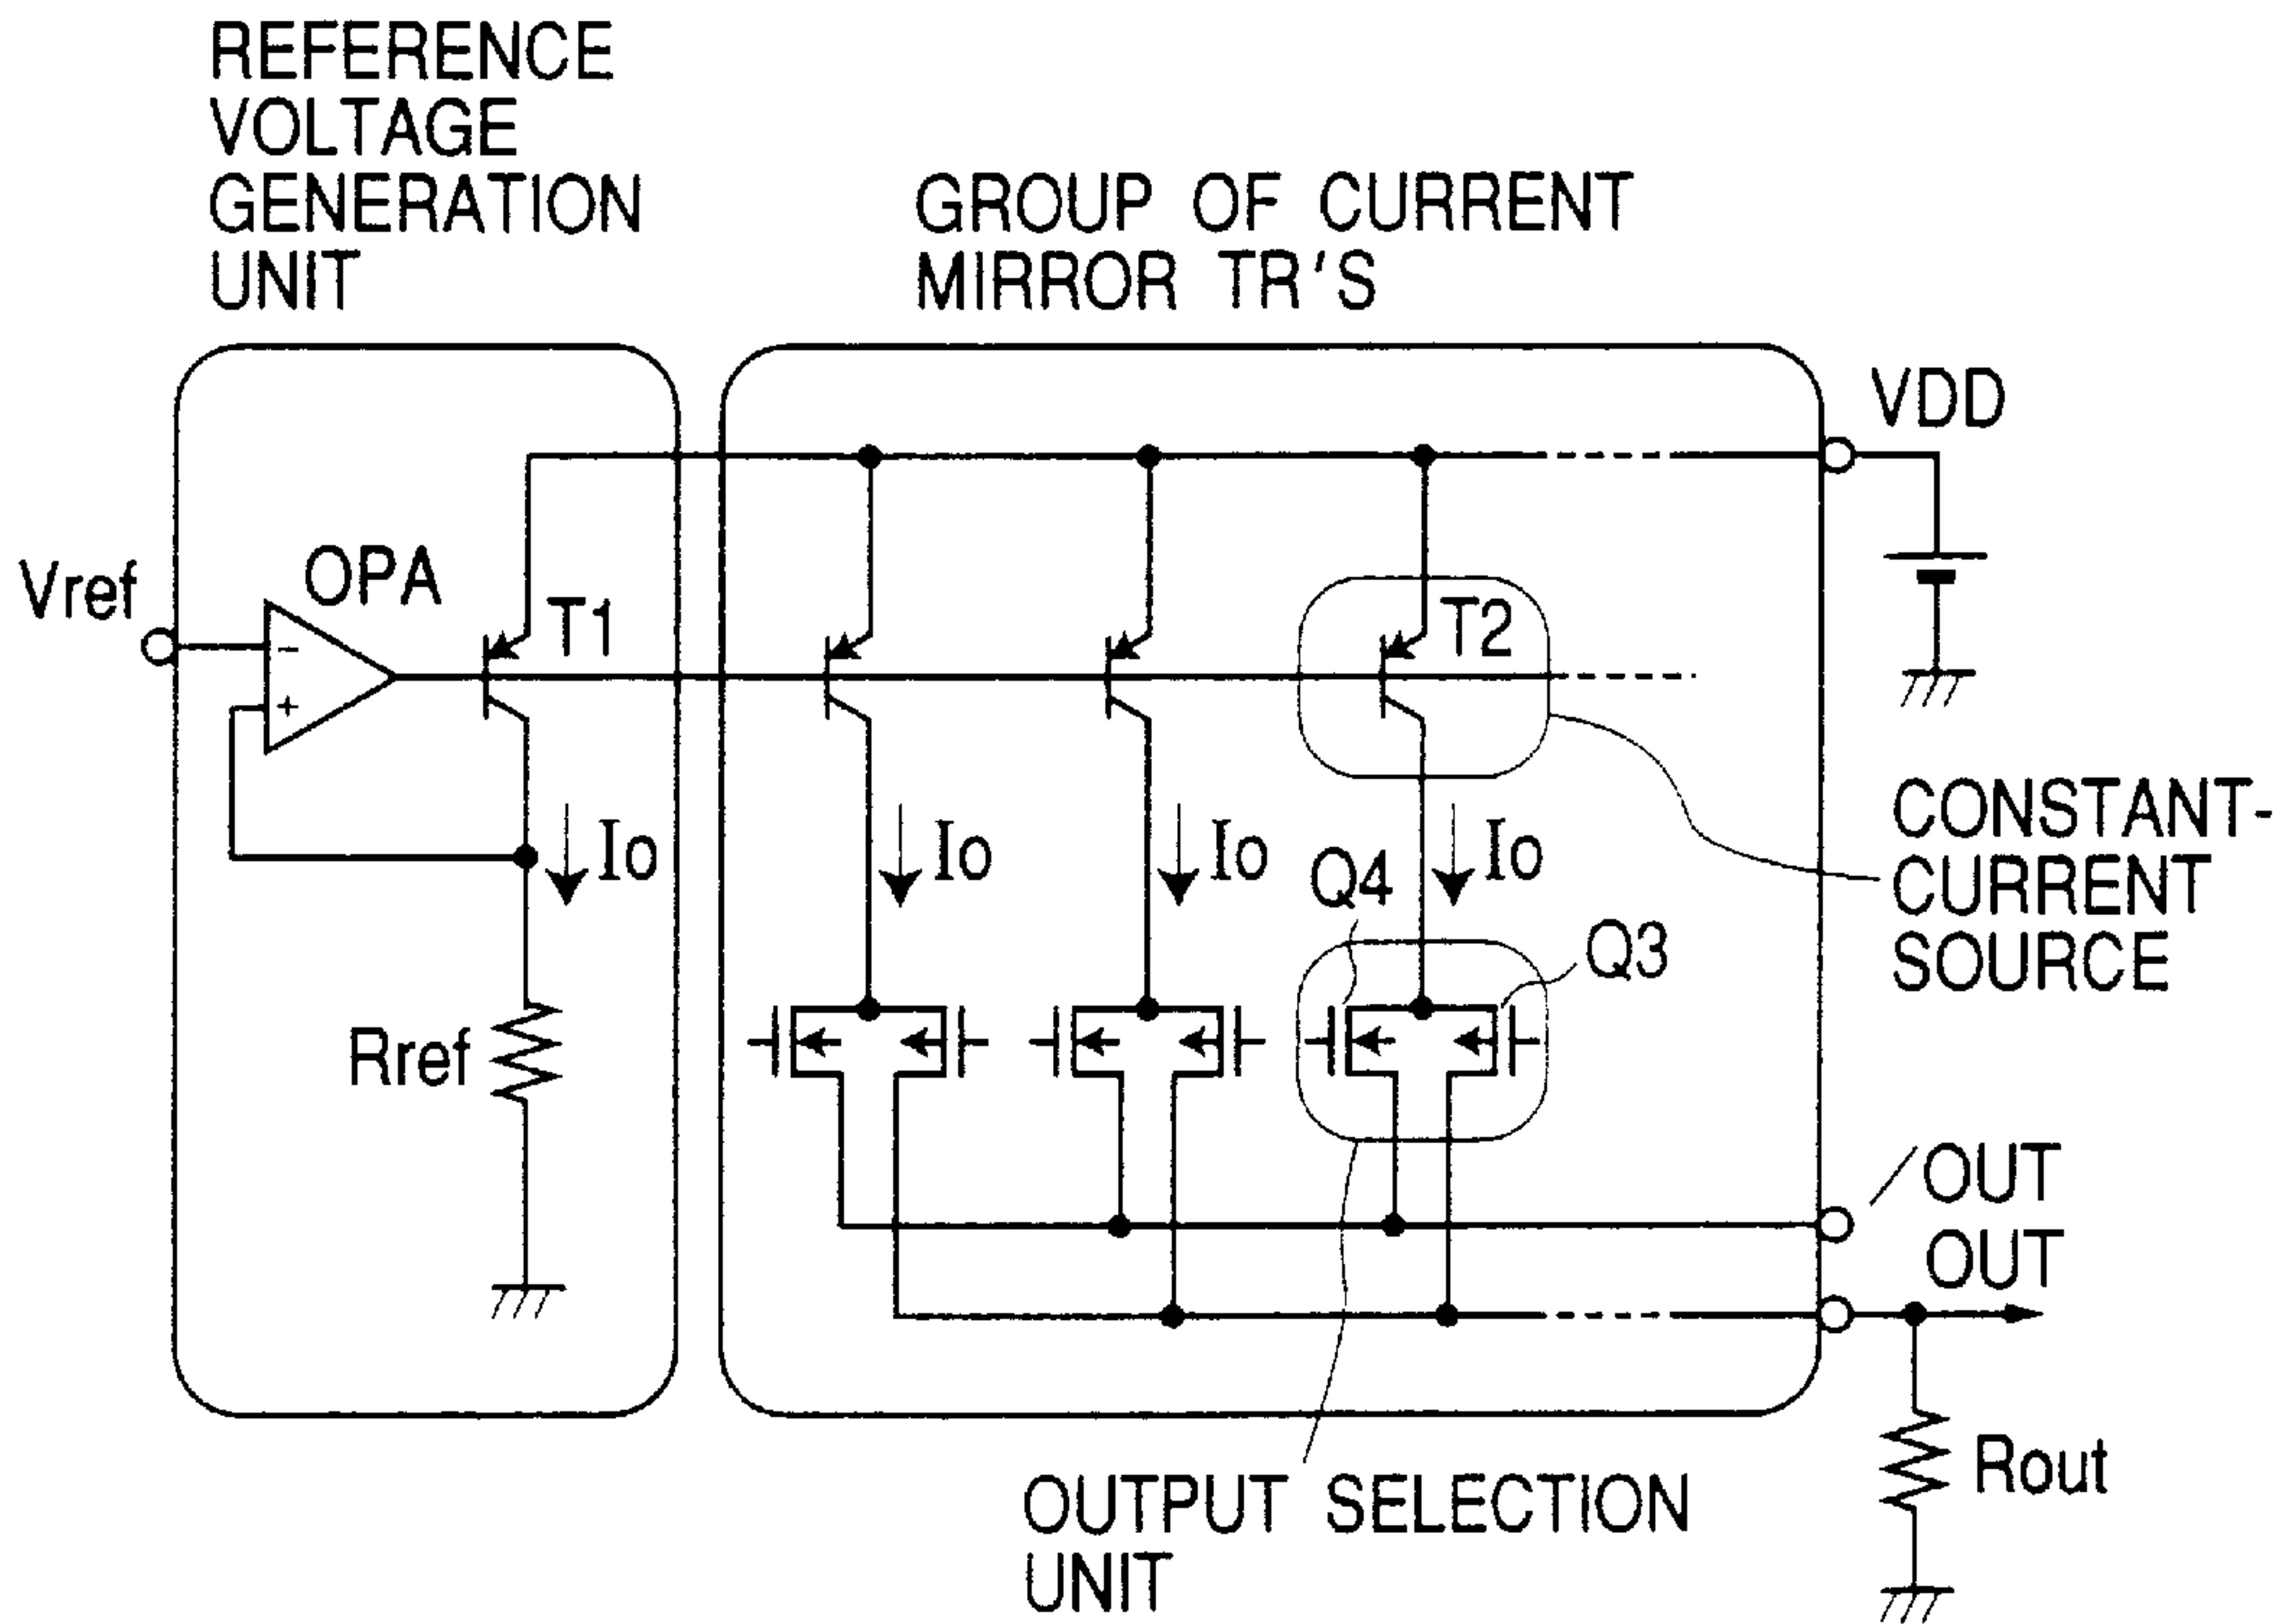 REFERENCE
VOLTAGE
GENERATION
UNIT
GROUP OF CURRENT
MIRROR TR'S
VDD
Vref
OPA
-
+
T1
T2
Io
Io
Io
Io
Q4
Q3
CONSTANT-
CURRENT
SOURCE
Rref
/OUT
OUT
Rout
OUTPUT SELECTION
UNIT